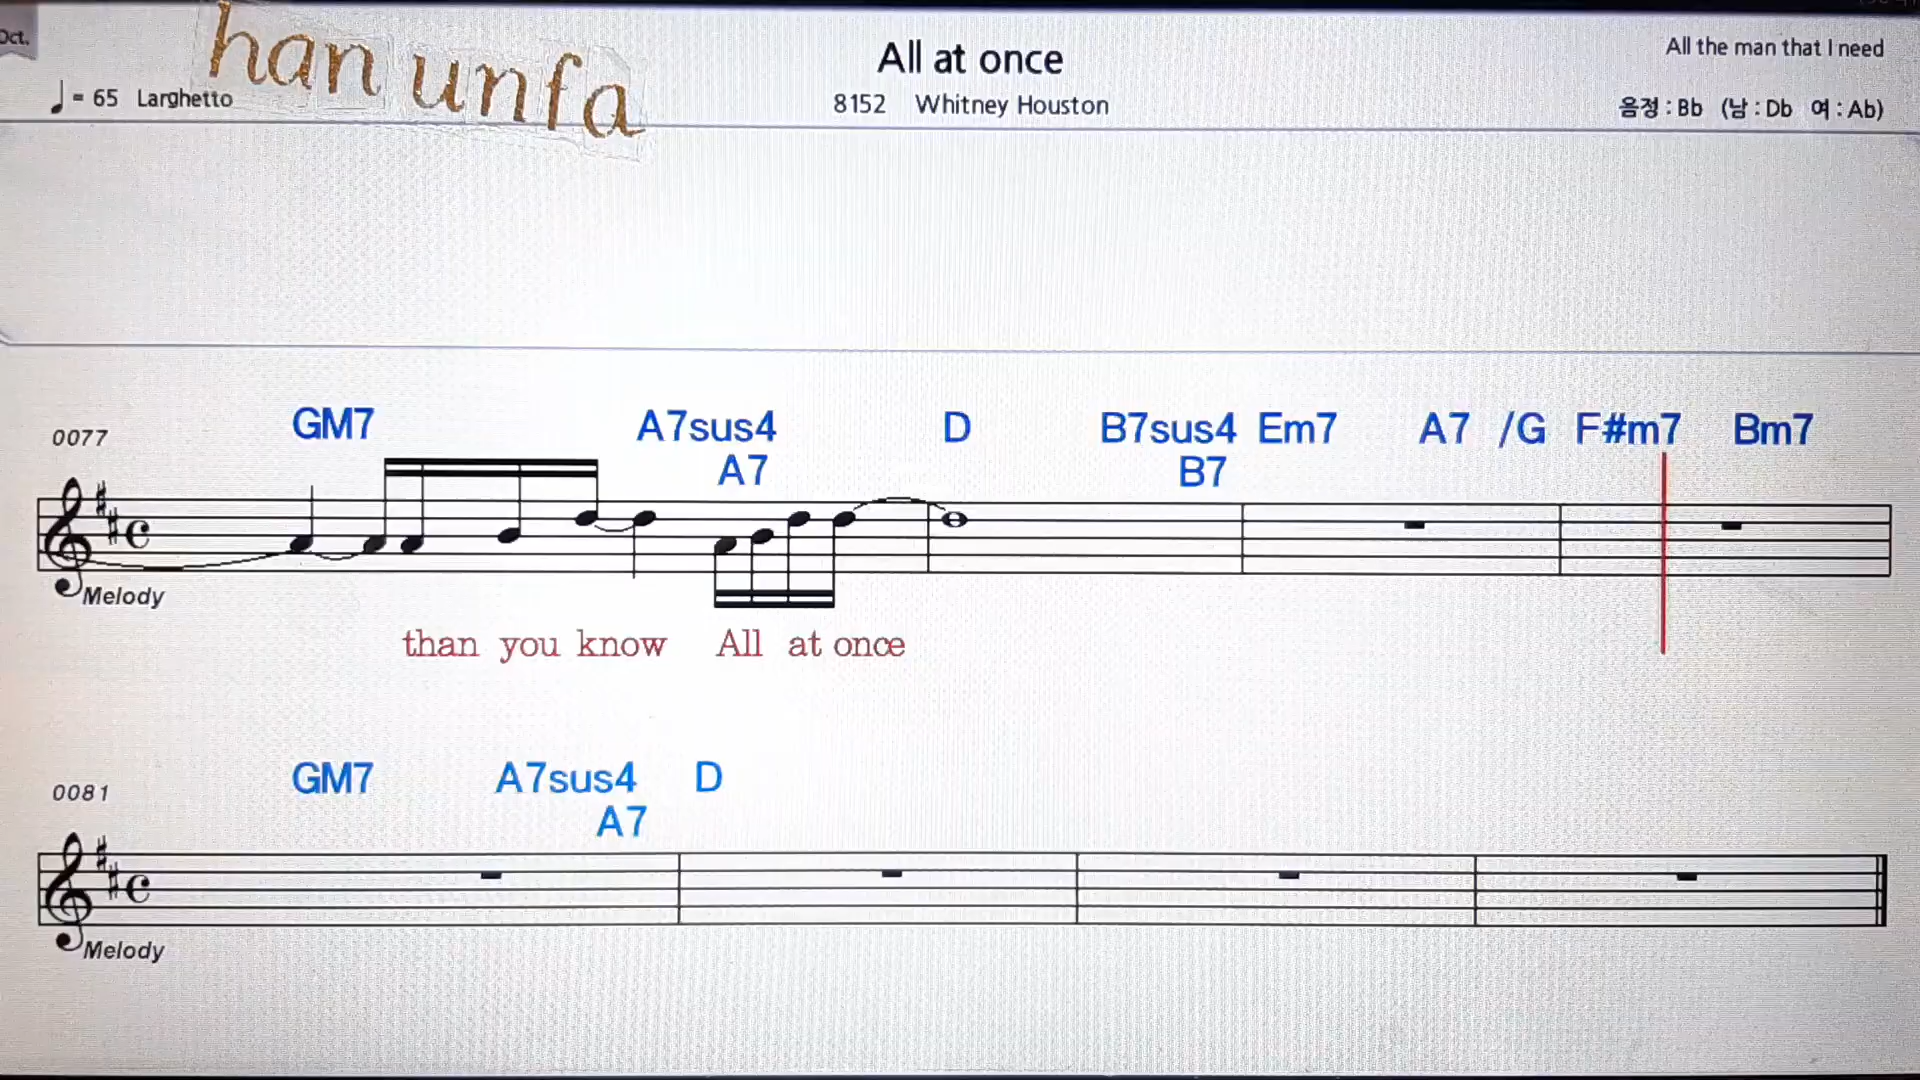 Oct.
han unfa
All at once
All the man that I need
= 65 Larghetto
8152 Whitney Houston
음정 : Bb (남 : Db 여 : Ab)
0077
GM7 A7sus4 D B7sus4 Em7 A7 /G F#m7 Bm7
A7 B7
Melody
than you know All at once
0081
GM7 A7sus4 D
A7
Melody